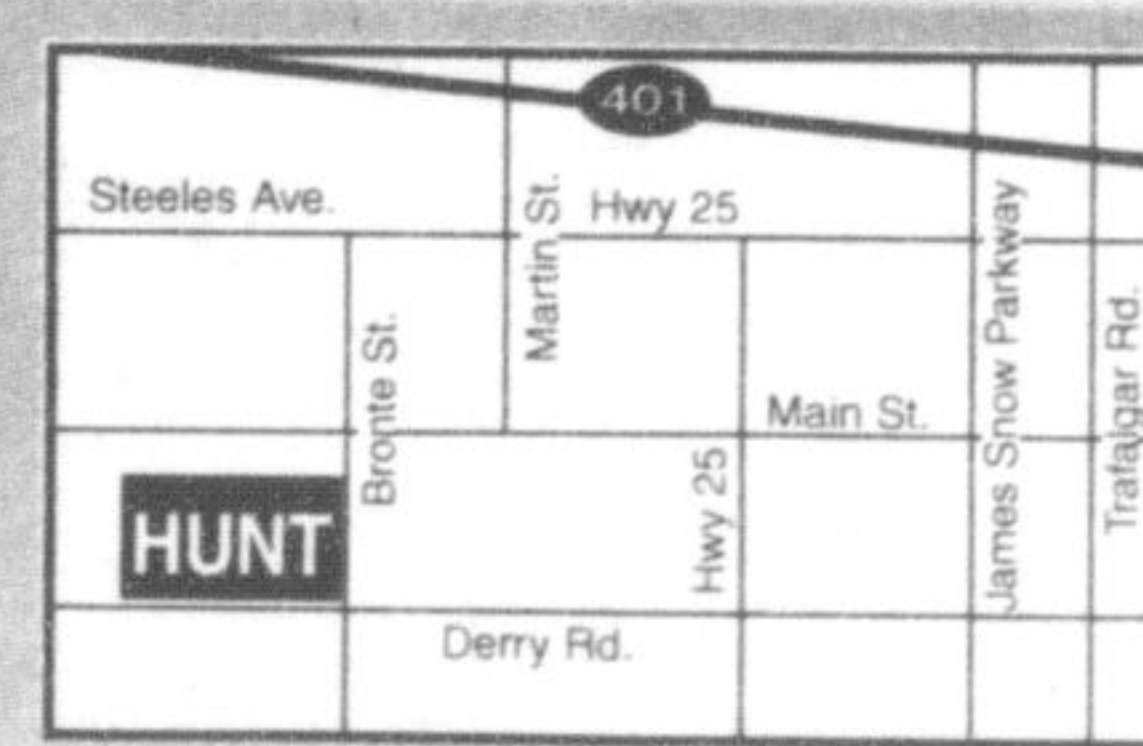 401
Steeles Ave.
Martin St.
Hwy 25
Bronte St.
James Snow Parkway
Trafalgar Rd.
Main St.
Hwy 25
HUNT
Derry Rd.